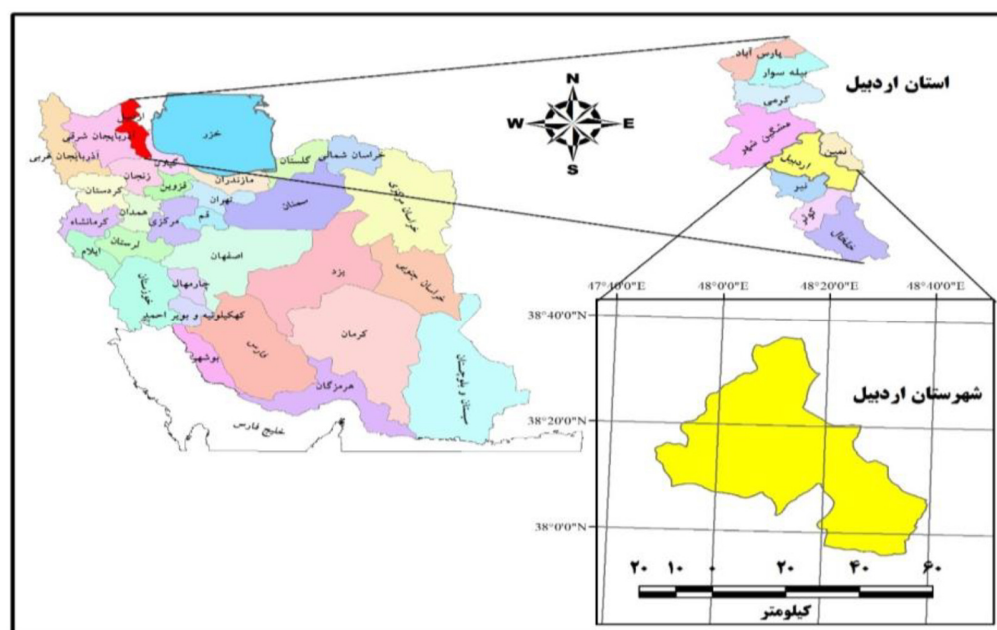 پارس آباد
بیله سوار
استان اردبیل
گرمی
مشگین شهر
نمین
اردبیل
نیر
کوثر
خلخال
N
W
E
S
خزر
آذربایجان شرقی
آذربایجان غربی
گیلان
زنجان
گلستان
خراسان شمالی
مازندران
کردستان
قزوین
تهران
سمنان
خراسان مرکزی
همدان
کرمانشاه
مرکزی
قم
لرستان
ایلام
اصفهان
یزد
خراسان جنوبی
خوزستان
چارمهال
کهکیلوئیه و بویر احمد
کرمان
فارس
بوشهر
هرمزگان
سیستان و بلوچستان
خلیج فارس
47°40'0"E 48°0'0"E 48°20'0"E 48°40'0"E
38°40'0"N
38°20'0"N
38°0'0"N
شهرستان اردبیل
۲۰ ۱۰ ۰ ۲۰ ۴۰ ۶۰
کیلومتر